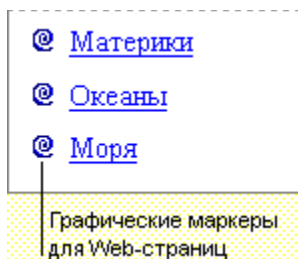 Материки
Океаны
Моря
Графические маркеры
для Web-страниц